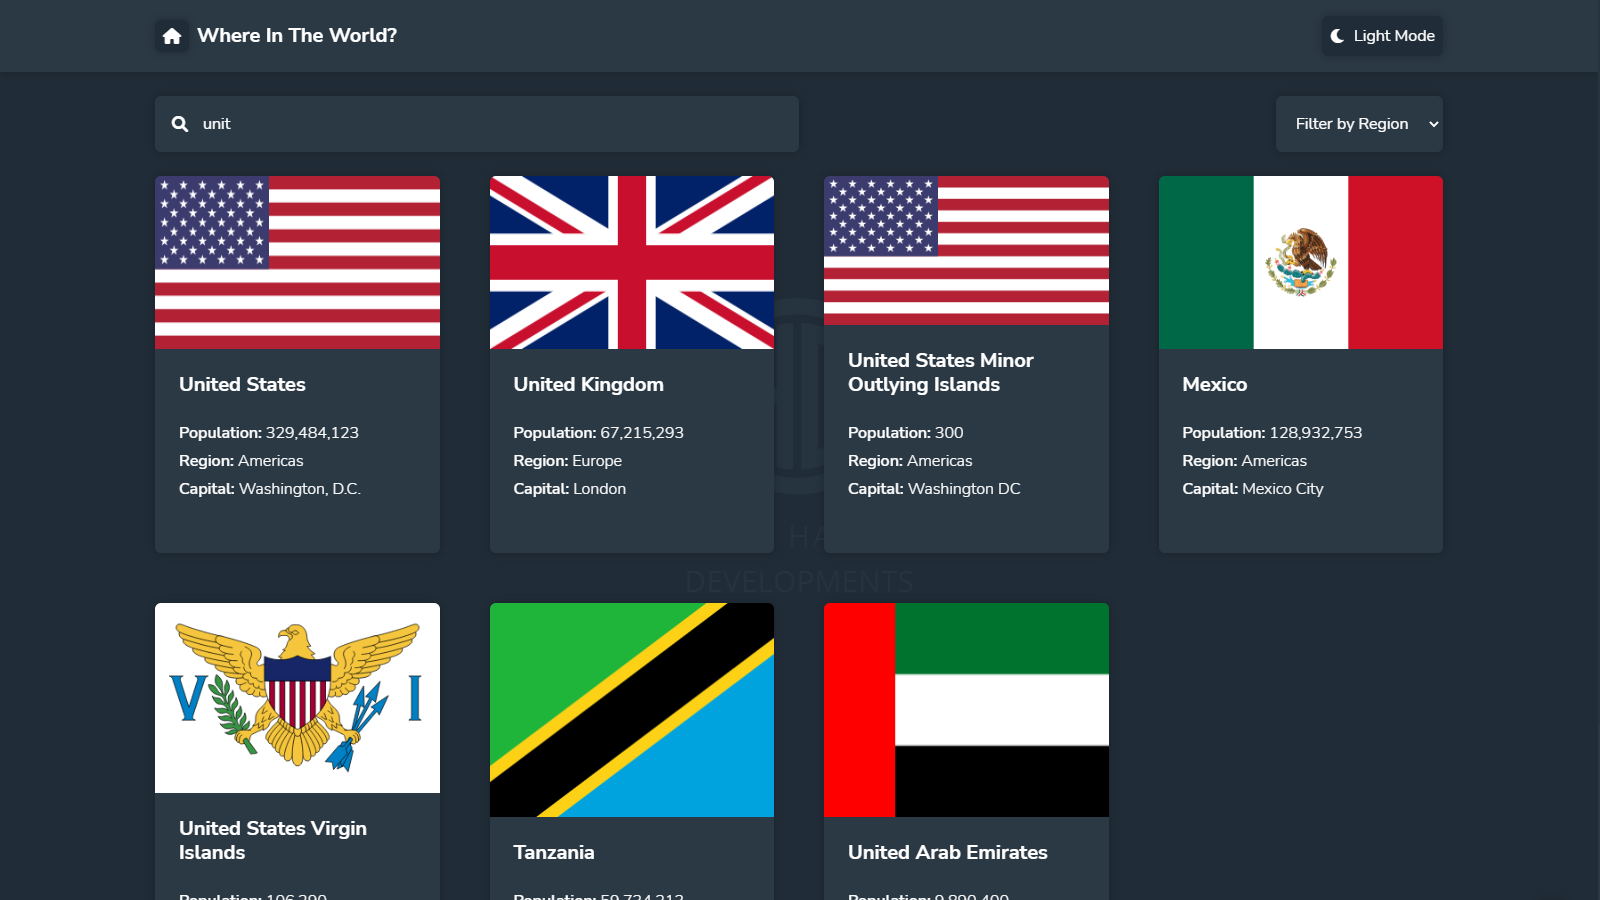 Where In The World?
Light Mode
unit
Filter by Region
United States
Population: 329,484,123
Region: Americas
Capital: Washington, D.C.
United Kingdom
Population: 67,215,293
Region: Europe
Capital: London
United States Minor
Outlying Islands
Population: 300
Region: Americas
Capital: Washington DC
Mexico
Population: 128,932,753
Region: Americas
Capital: Mexico City
HA
DEVELOPMENTS
V I
United States Virgin
Islands
Population: 106,290
Tanzania
Population: 59,734,213
United Arab Emirates
Population: 9,890,400